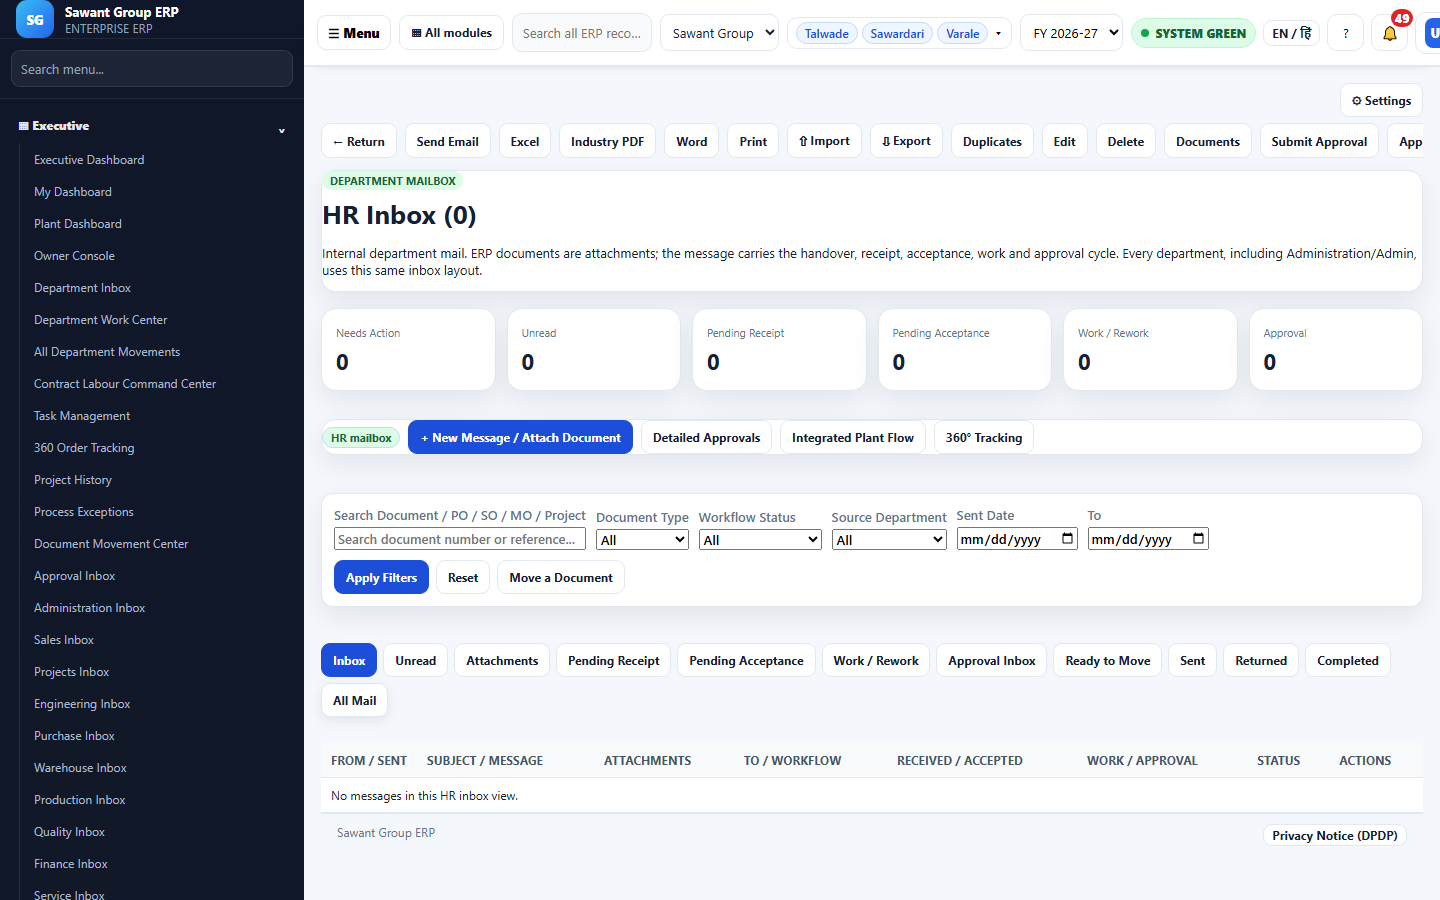 SG
Sawant Group ERP
ENTERPRISE ERP
Search menu...
Executive
Executive Dashboard
My Dashboard
Plant Dashboard
Owner Console
Department Inbox
Department Work Center
All Department Movements
Contract Labour Command Center
Task Management
360 Order Tracking
Project History
Process Exceptions
Document Movement Center
Approval Inbox
Administration Inbox
Sales Inbox
Projects Inbox
Engineering Inbox
Purchase Inbox
Warehouse Inbox
Production Inbox
Quality Inbox
Finance Inbox
Service Inbox
☰ Menu
All modules
Search all ERP reco...
Sawant Group
Talwade
Sawardari
Varale
FY 2026-27
SYSTEM GREEN
EN / हिं
?
49
U
⚙ Settings
← Return
Send Email
Excel
Industry PDF
Word
Print
⇧ Import
⇩ Export
Duplicates
Edit
Delete
Documents
Submit Approval
App
DEPARTMENT MAILBOX
HR Inbox (0)
Internal department mail. ERP documents are attachments; the message carries the handover, receipt, acceptance, work and approval cycle. Every department, including Administration/Admin,
uses this same inbox layout.
Needs Action
0
Unread
0
Pending Receipt
0
Pending Acceptance
0
Work / Rework
0
Approval
0
HR mailbox
+ New Message / Attach Document
Detailed Approvals
Integrated Plant Flow
360° Tracking
Search Document / PO / SO / MO / Project
Search document number or reference...
Document Type
All
Workflow Status
All
Source Department
All
Sent Date
mm/dd/yyyy
To
mm/dd/yyyy
Apply Filters
Reset
Move a Document
Inbox
Unread
Attachments
Pending Receipt
Pending Acceptance
Work / Rework
Approval Inbox
Ready to Move
Sent
Returned
Completed
All Mail
FROM / SENT
SUBJECT / MESSAGE
ATTACHMENTS
TO / WORKFLOW
RECEIVED / ACCEPTED
WORK / APPROVAL
STATUS
ACTIONS
No messages in this HR inbox view.
Sawant Group ERP
Privacy Notice (DPDP)